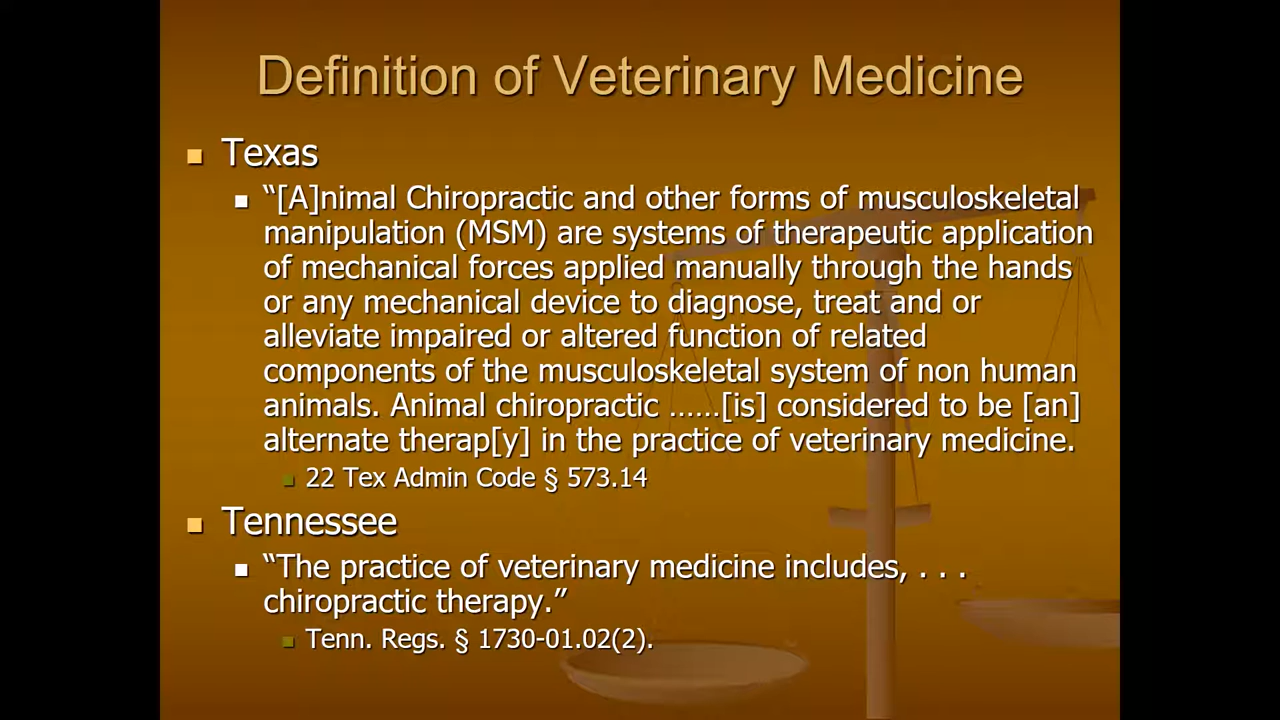 Definition of Veterinary Medicine
Texas
“[A]nimal Chiropractic and other forms of musculoskeletal
manipulation (MSM) are systems of therapeutic application
of mechanical forces applied manually through the hands
or any mechanical device to diagnose, treat and or
alleviate impaired or altered function of related
components of the musculoskeletal system of non human
animals. Animal chiropractic ……[is] considered to be [an]
alternate therap[y] in the practice of veterinary medicine.
22 Tex Admin Code § 573.14
Tennessee
“The practice of veterinary medicine includes, . . .
chiropractic therapy.”
Tenn. Regs. § 1730-01.02(2).